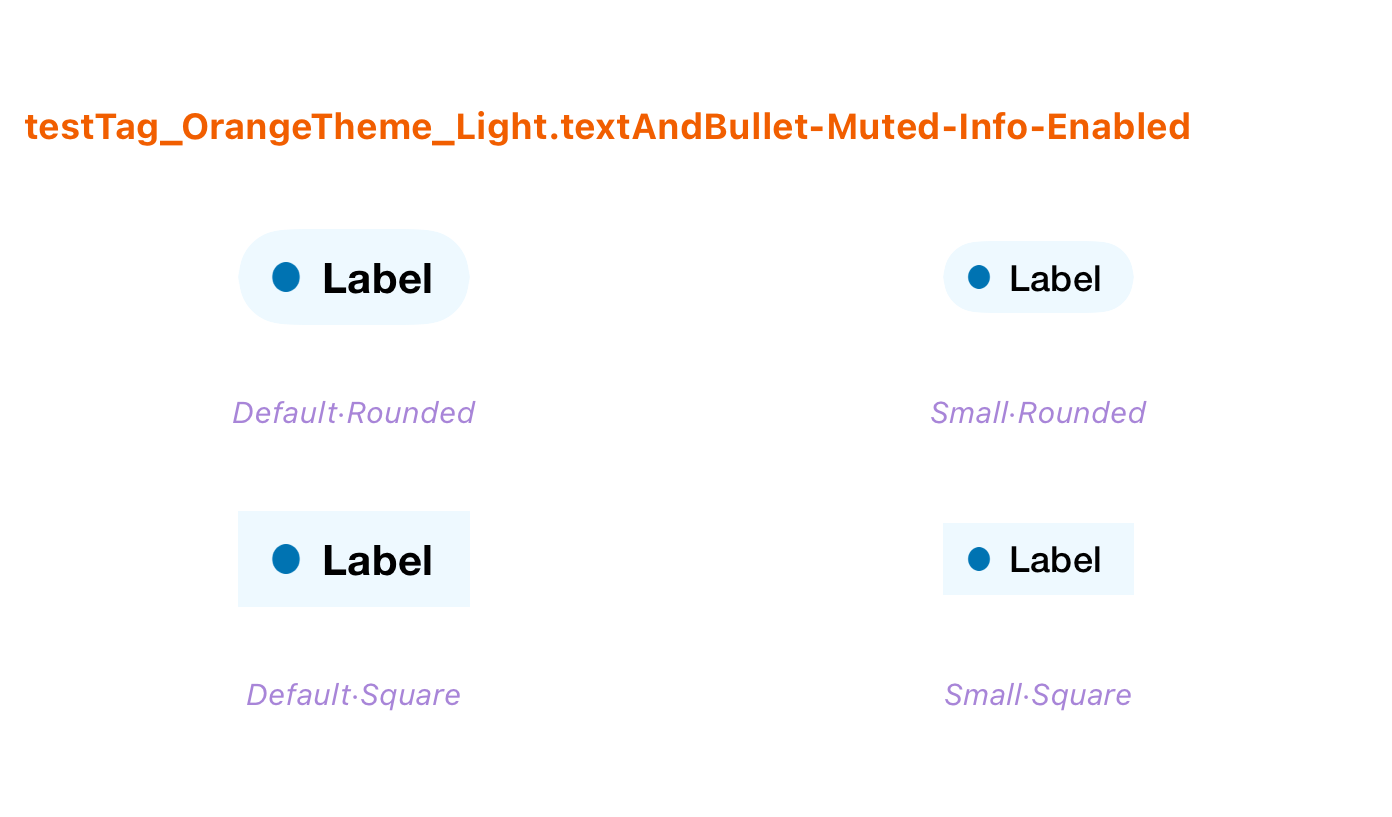 testTag_OrangeTheme_Light.textAndBullet-Muted-Info-Enabled
Label
Label
Default·Rounded
Small·Rounded
Label
Label
Default·Square
Small·Square